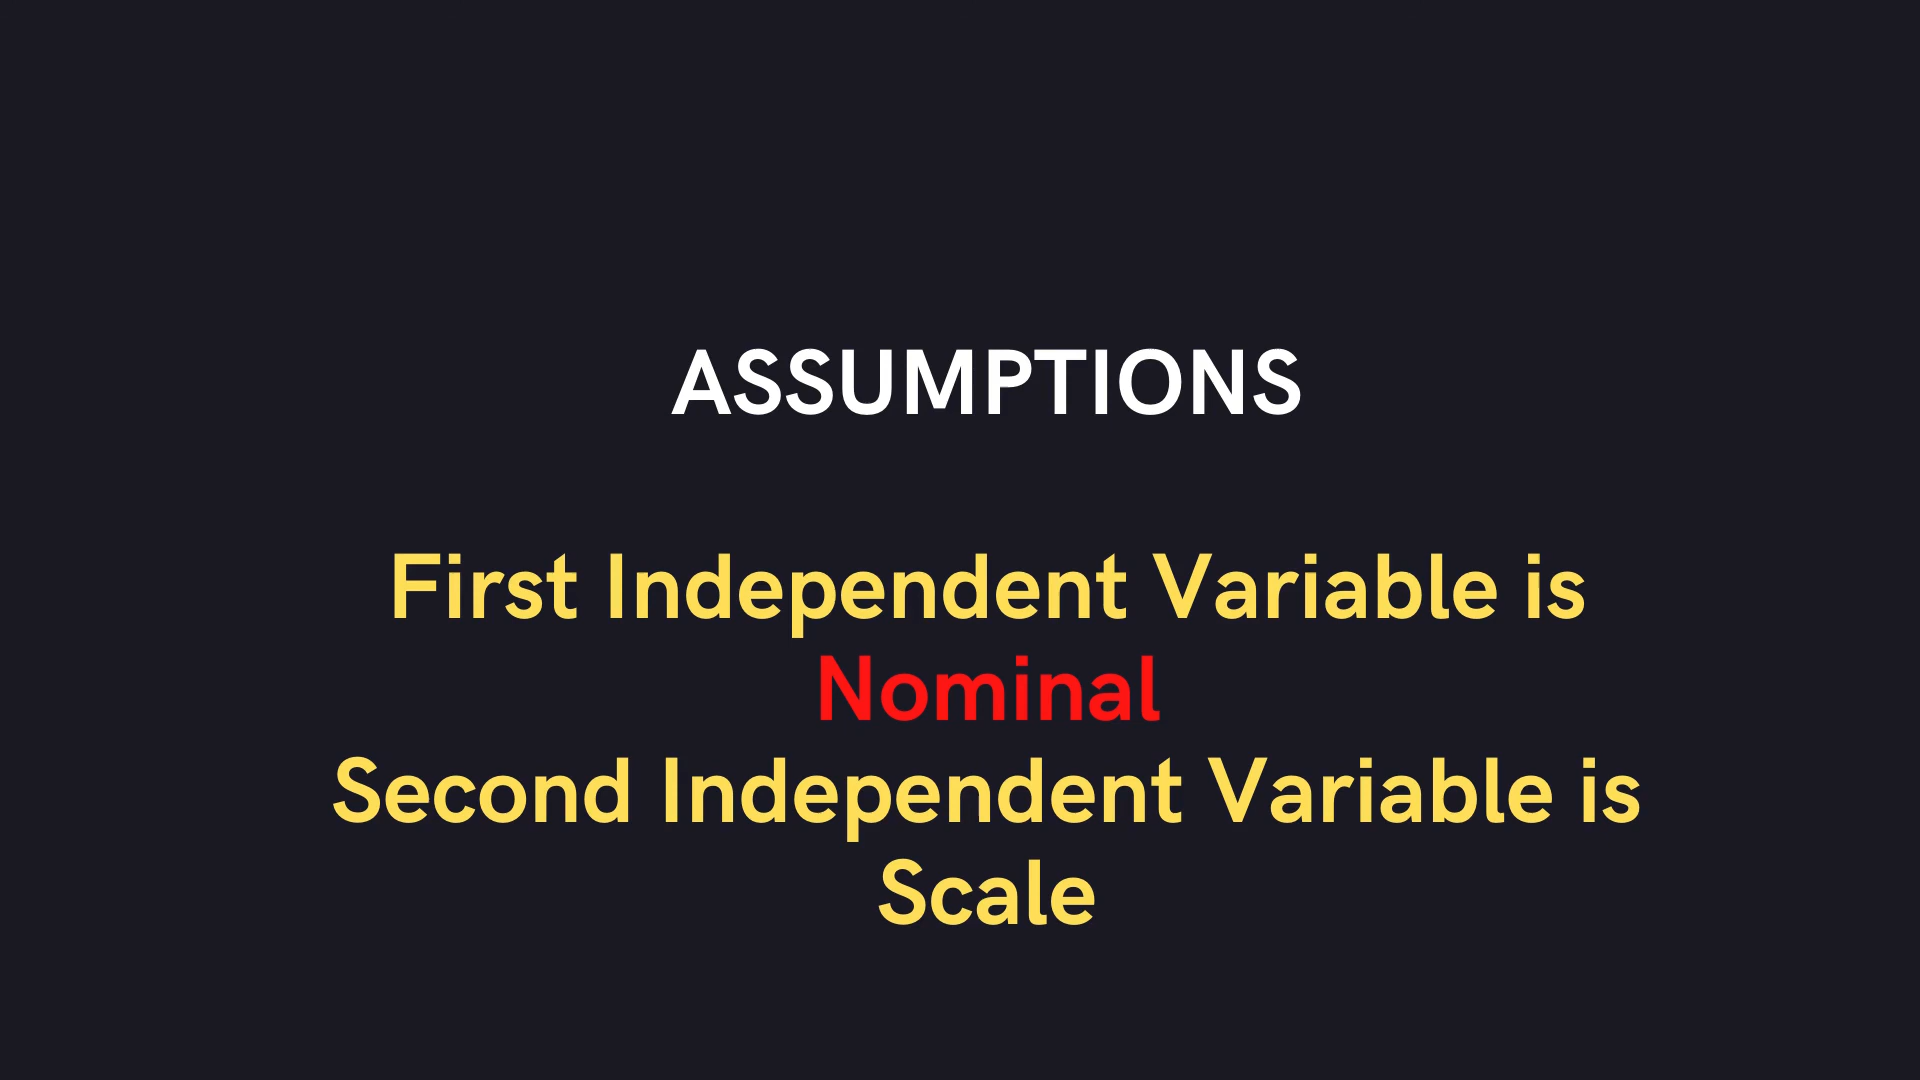 ASSUMPTIONS
First Independent Variable is
Nominal
Second Independent Variable is
Scale